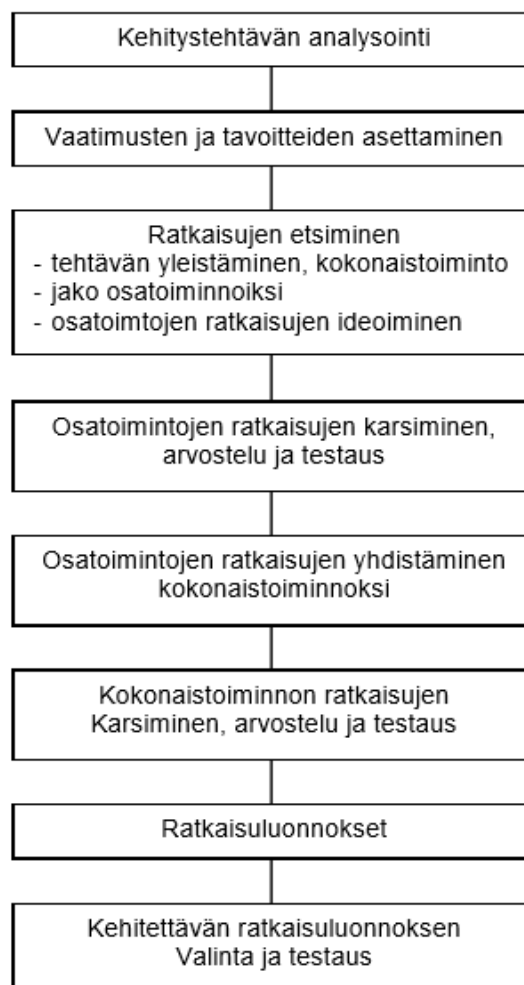 Kehitystehtävän analysointi
Vaatimusten ja tavoitteiden asettaminen
Ratkaisujen etsiminen
- tehtävän yleistäminen, kokonaistoiminto
- jako osatoiminnoiksi
- osatoimtojen ratkaisujen ideoiminen
Osatoimintojen ratkaisujen karsiminen,
arvostelu ja testaus
Osatoimintojen ratkaisujen yhdistäminen
kokonaistoiminnoksi
Kokonaistoiminnon ratkaisujen
Karsiminen, arvostelu ja testaus
Ratkaisuluonnokset
Kehitettävän ratkaisuluonnoksen
Valinta ja testaus